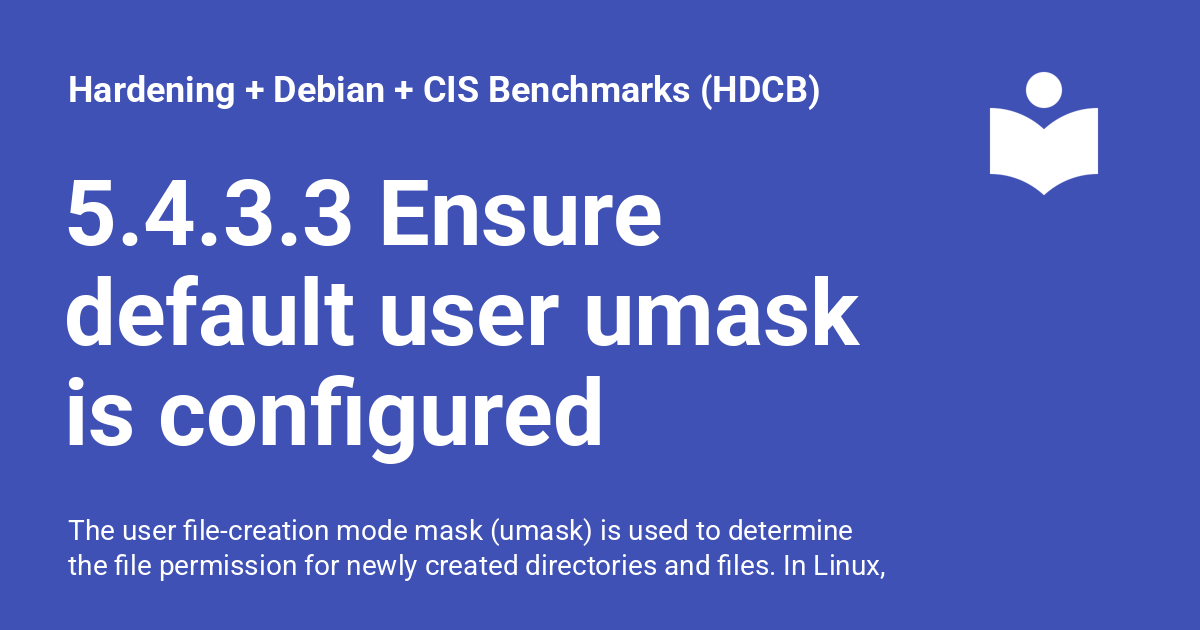 Hardening + Debian + CIS Benchmarks (HDCB)
5.4.3.3 Ensure
default user umask
is configured
The user file-creation mode mask (umask) is used to determine
the file permission for newly created directories and files. In Linux,